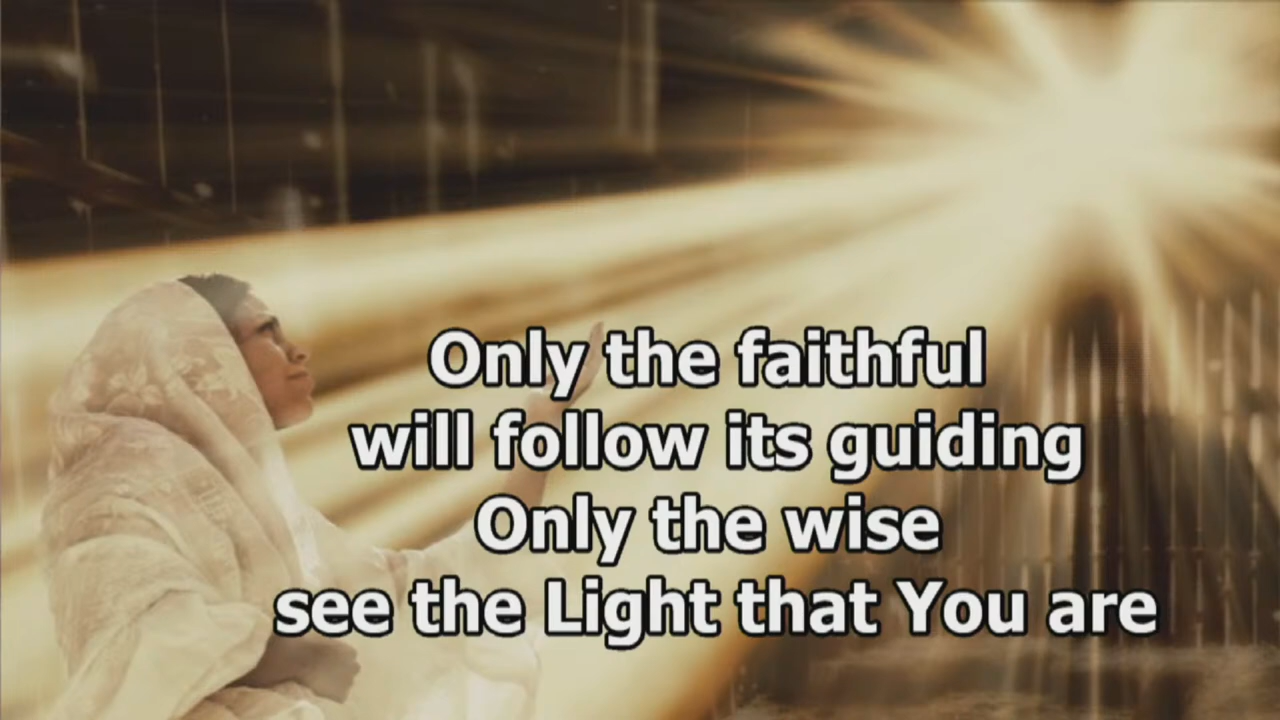 Only the faithful
will follow its guiding
Only the wise
see the Light that You are